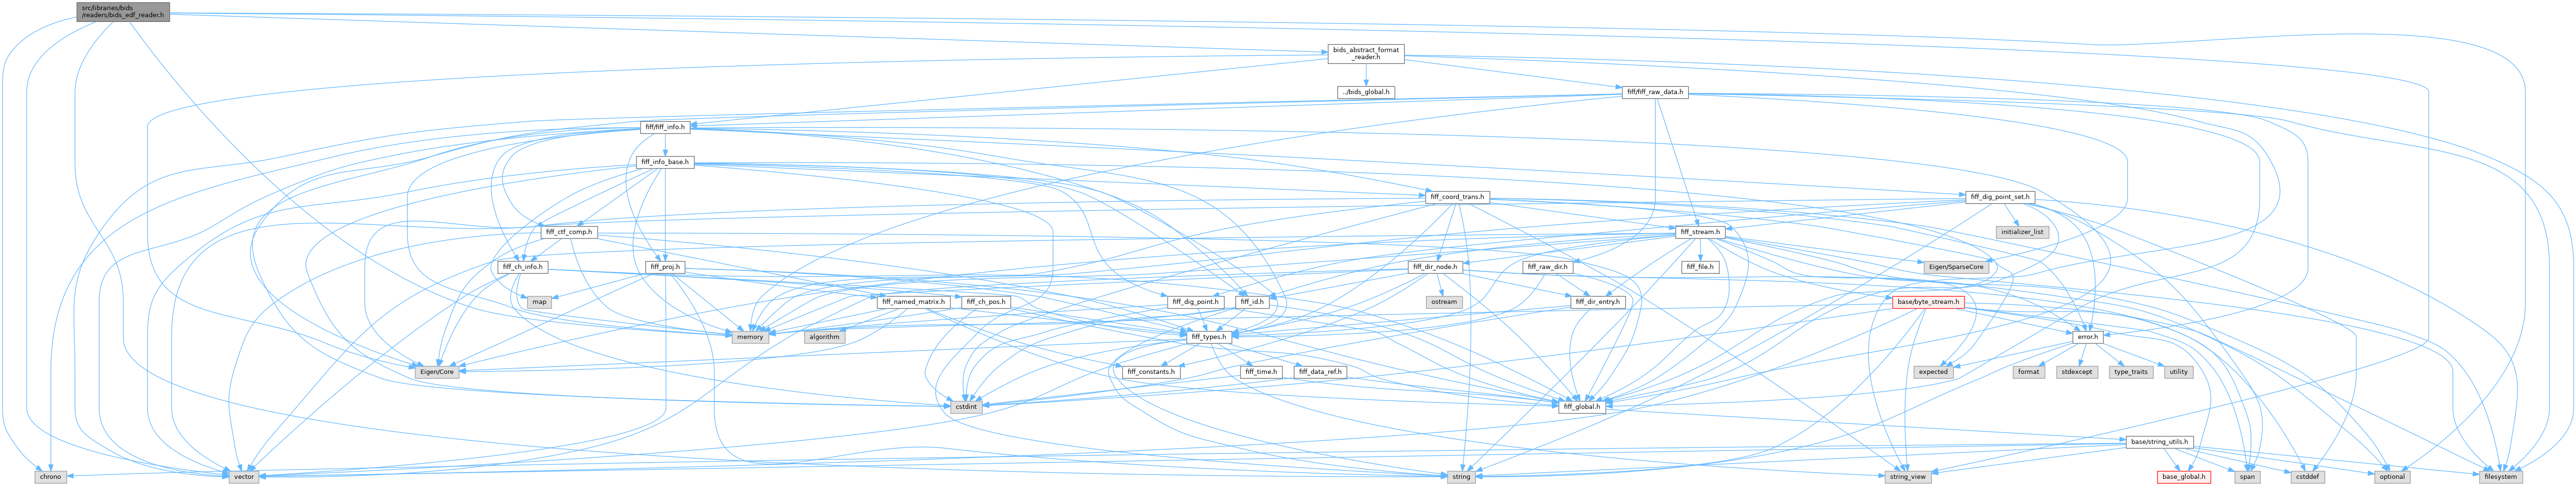 src/libraries/bids
/readers/bids_edf_reader.h
bids_abstract_format
_reader.h
../bids_global.h
fiff/fiff_raw_data.h
fiff/fiff_info.h
fiff_info_base.h
fiff_coord_trans.h
fiff_dig_point_set.h
fiff_ctf_comp.h
fiff_stream.h
initializer_list
fiff_ch_info.h
fiff_proj.h
fiff_dir_node.h
fiff_raw_dir.h
fiff_file.h
Eigen/SparseCore
map
fiff_named_matrix.h
fiff_ch_pos.h
fiff_dig_point.h
fiff_id.h
ostream
fiff_dir_entry.h
base/byte_stream.h
memory
algorithm
fiff_types.h
error.h
Eigen/Core
fiff_constants.h
fiff_time.h
fiff_data_ref.h
expected
format
stdexcept
type_traits
utility
cstdint
fiff_global.h
base/string_utils.h
chrono
vector
string
string_view
base_global.h
span
cstddef
optional
filesystem